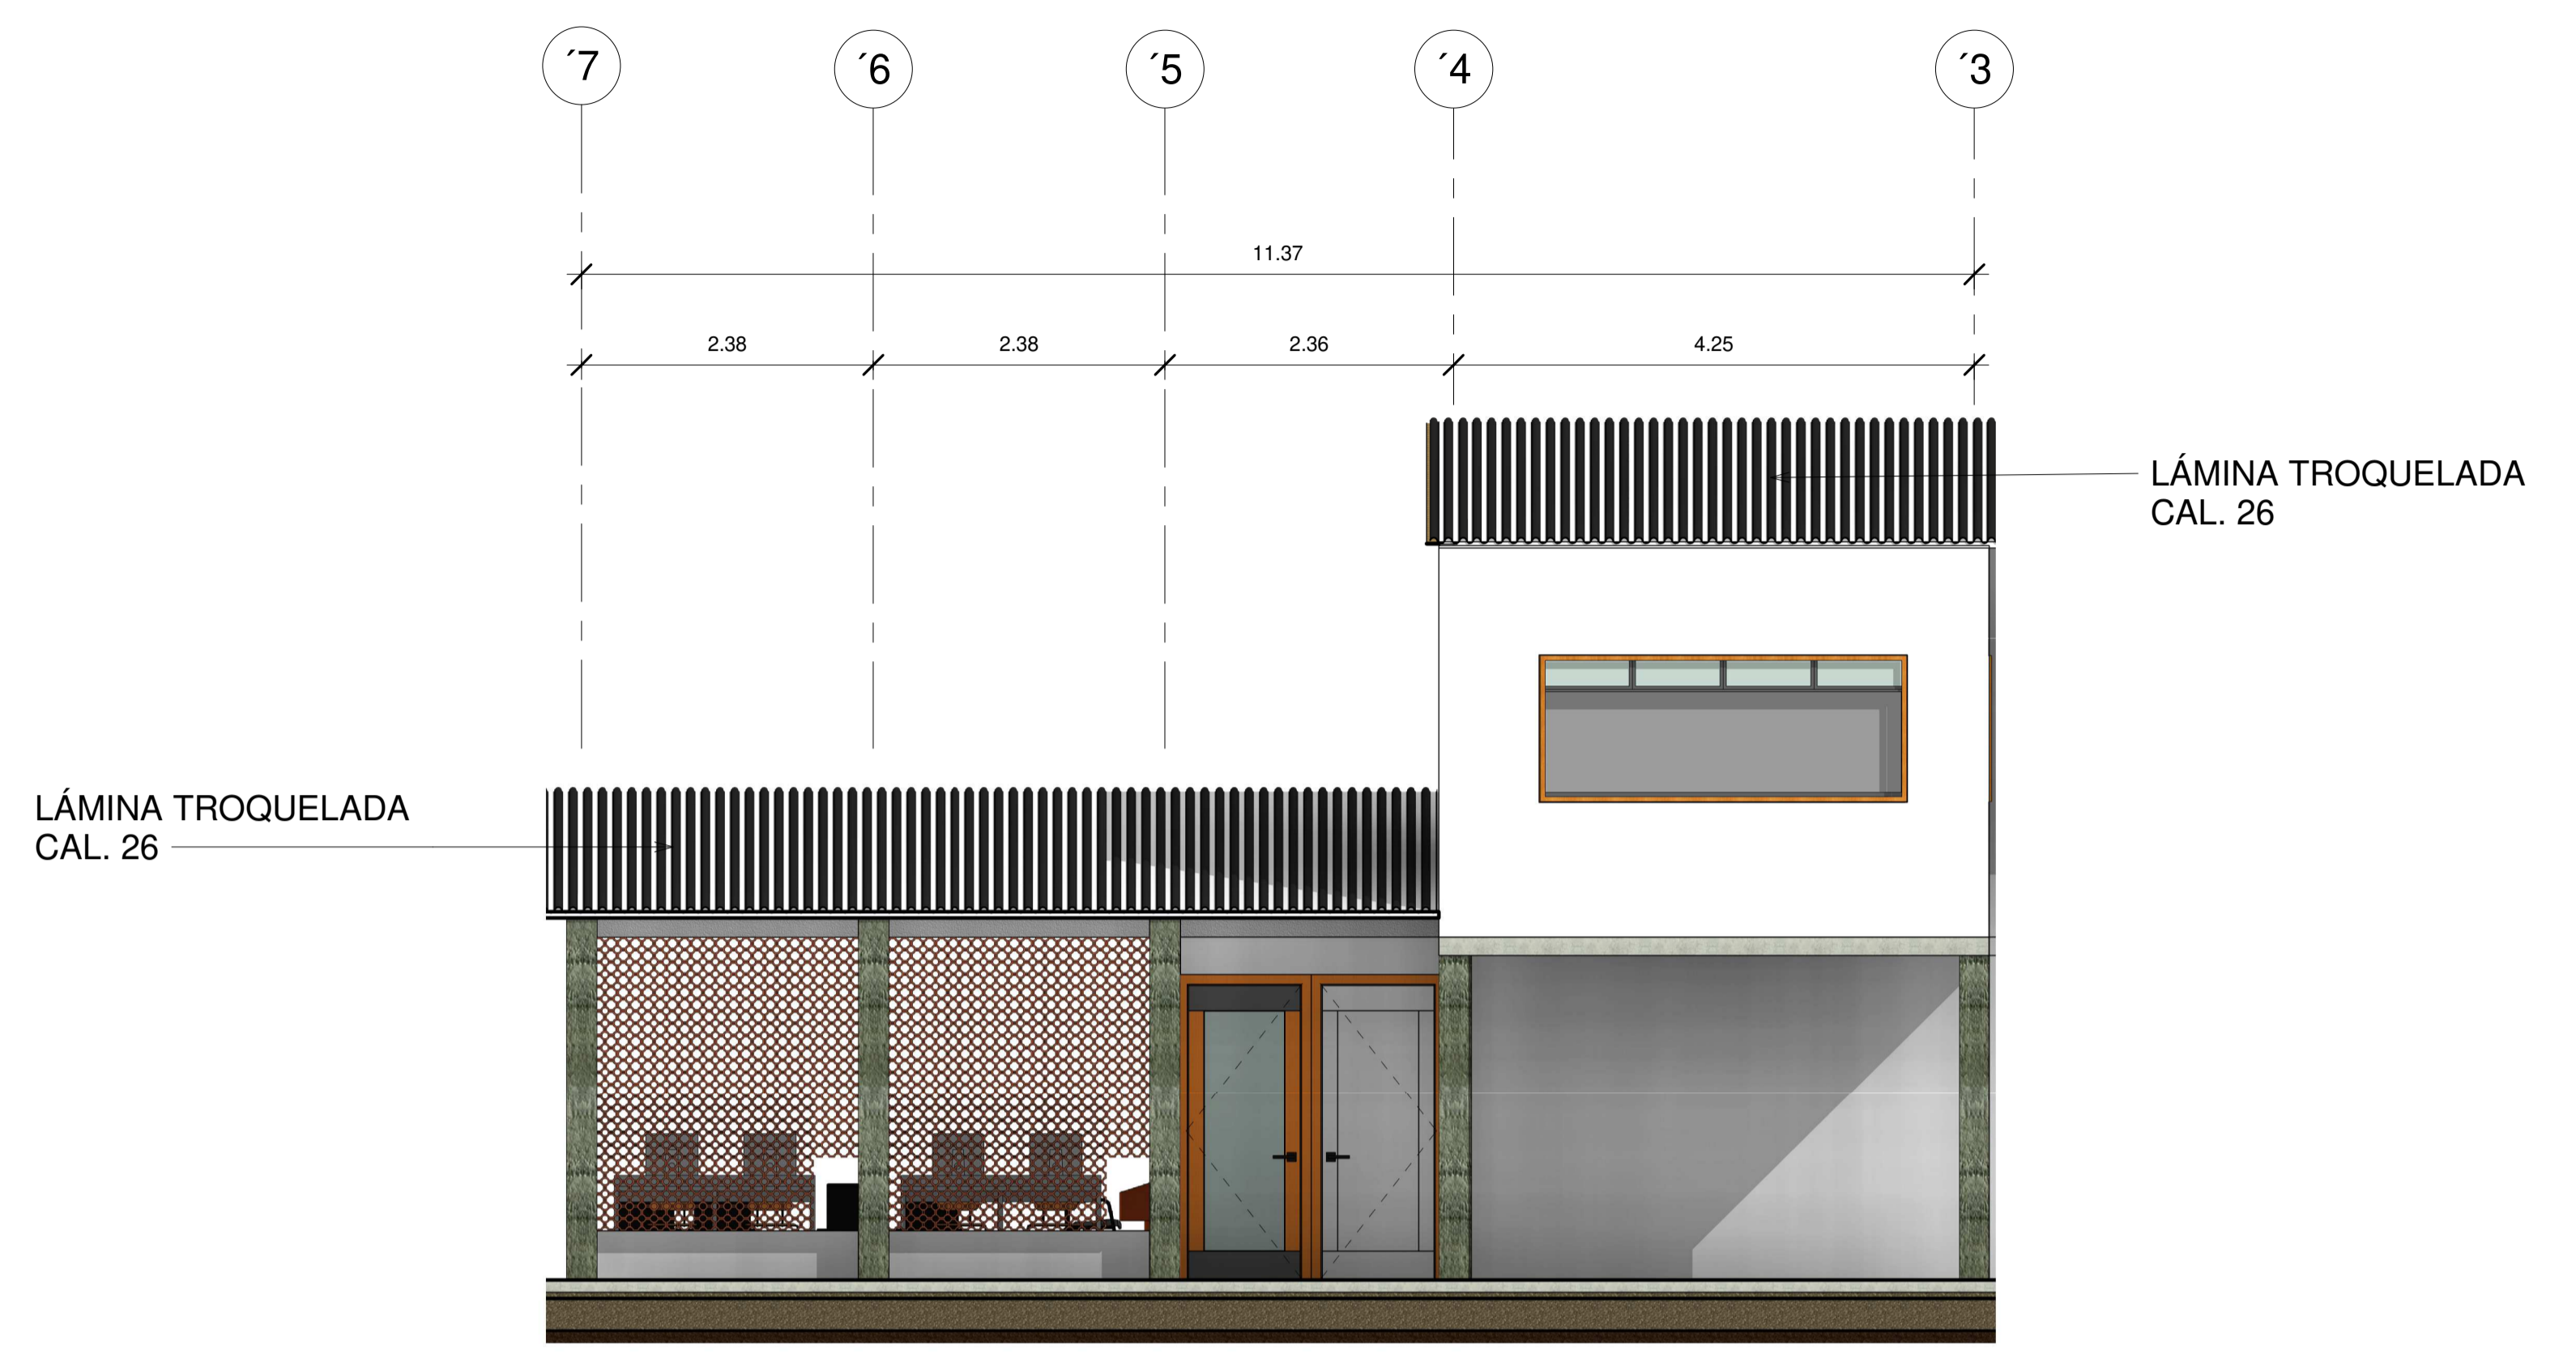 ´7 ´6 ´5 ´4 ´3
11.37
2.38 2.38 2.36 4.25
LÁMINA TROQUELADA
CAL. 26
LÁMINA TROQUELADA
CAL. 26